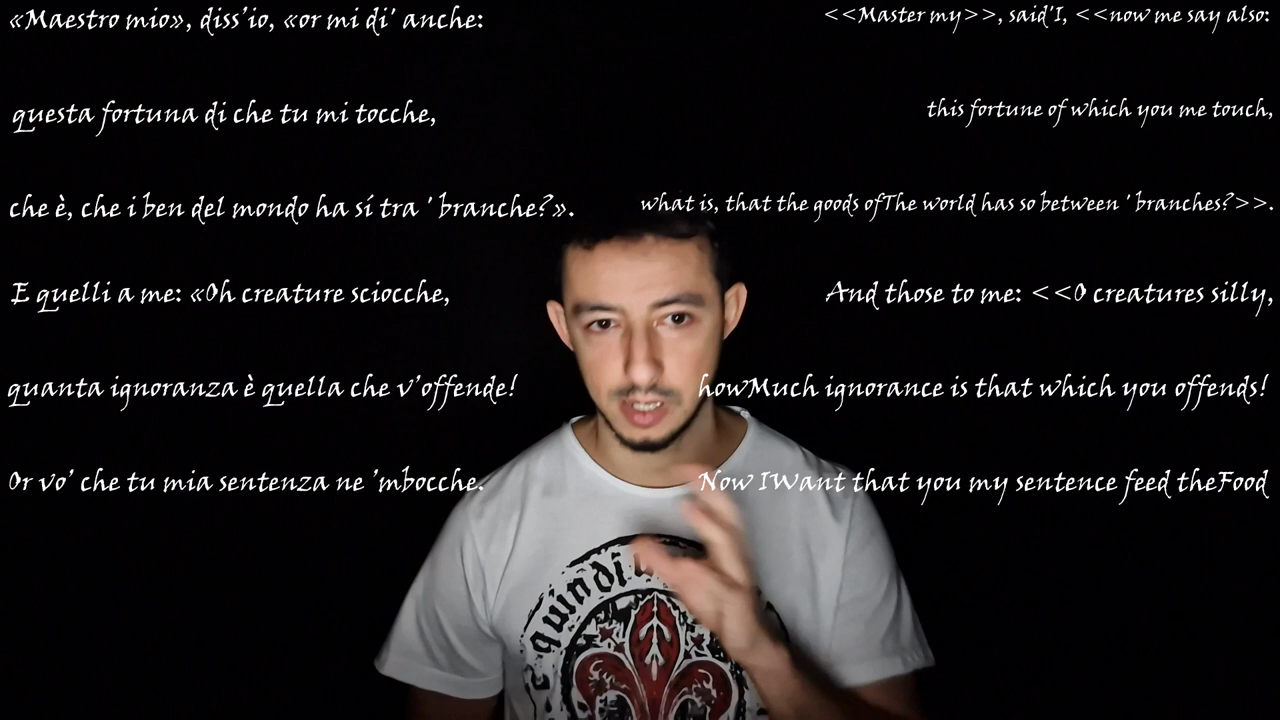 «Maestro mio», diss'io, «or mi di' anche:
questa fortuna di che tu mi tocche,
che è, che i ben del mondo ha sí tra ' branche?».
E quelli a me: «Oh creature sciocche,
quanta ignoranza è quella che v'offende!
Or vo' che tu mia sentenza ne 'mbocche.
<<Master my>>, said'I, <<now me say also:
this fortune of which you me touch,
what is, that the goods ofThe world has so between ' branches?>>.
And those to me: <<O creatures silly,
howMuch ignorance is that which you offends!
Now IWant that you my sentence feed theFood
quindi